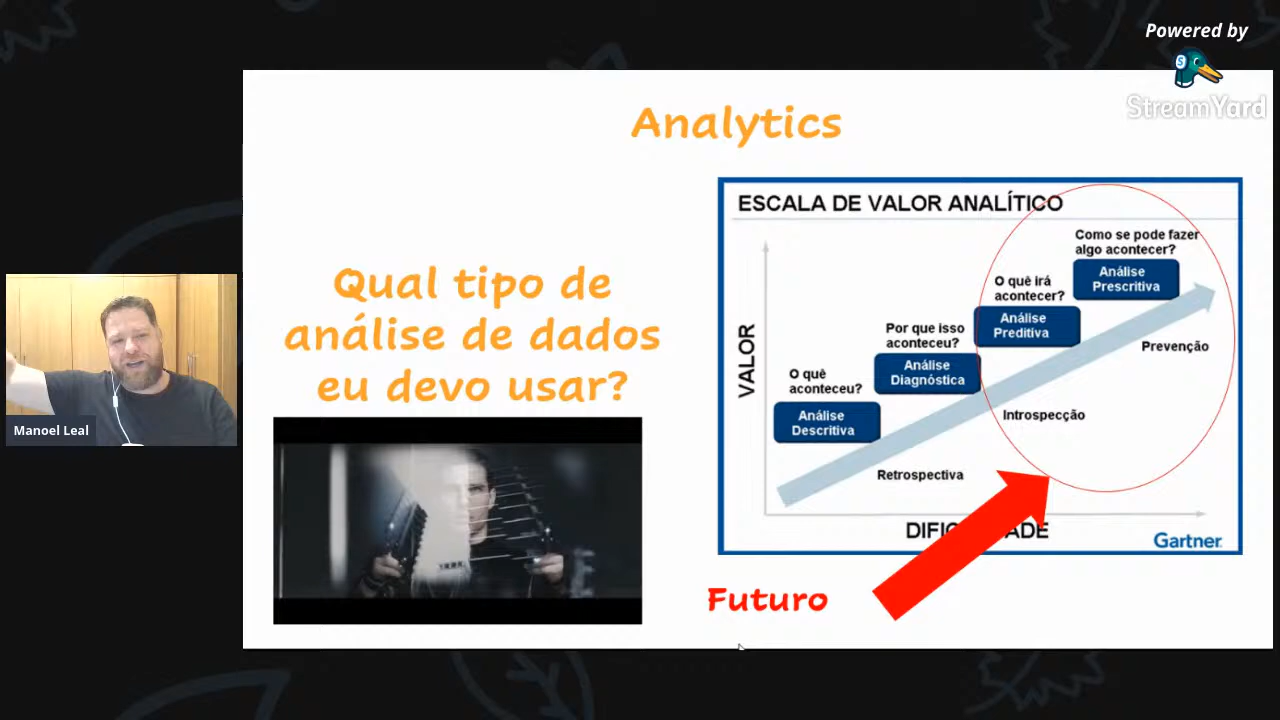 Powered by
StreamYard
Analytics
ESCALA DE VALOR ANALÍTICO
Como se pode fazer
algo acontecer?
Análise
Prescritiva
O quê irá
acontecer?
Análise
Preditiva
Por que isso
aconteceu?
Análise
Diagnóstica
O quê
aconteceu?
Análise
Descritiva
VALOR
Prevenção
Introspecção
Retrospectiva
Gartner
Qual tipo de
análise de dados
eu devo usar?
Futuro
Manoel Leal